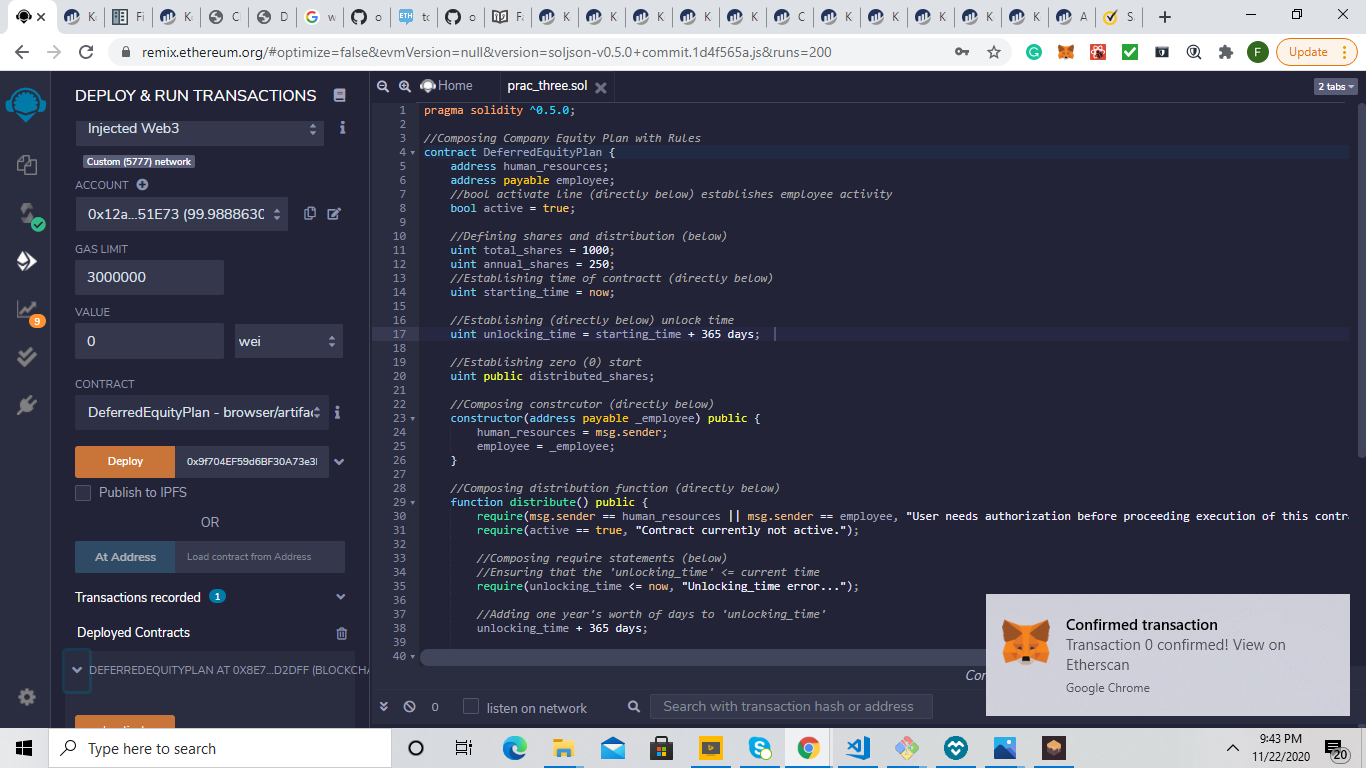 K
Fi
K
C
D
w
o
to
o
Fa
K
K
K
K
K
C
K
K
K
K
K
A
S
remix.ethereum.org/#optimize=false&evmVersion=null&version=soljson-v0.5.0+commit.1d4f565a.js&runs=200
F
Update
DEPLOY & RUN TRANSACTIONS
Injected Web3
Custom (5777) network
ACCOUNT
0x12a...51E73 (99.9888630
GAS LIMIT
3000000
VALUE
0
wei
CONTRACT
DeferredEquityPlan - browser/artifac
Deploy
0x9f704EF59d6BF30A73e3
Publish to IPFS
OR
At Address
Load contract from Address
Transactions recorded 1
Deployed Contracts
DEFERREDEQUITYPLAN AT 0X8E7...D2DFF (BLOCKCHA
9
Home
prac_three.sol
2 tabs
1 pragma solidity ^0.5.0;
2
3 //Composing Company Equity Plan with Rules
4 contract DeferredEquityPlan {
5 address human_resources;
6 address payable employee;
7 //bool activate line (directly below) establishes employee activity
8 bool active = true;
9
10 //Defining shares and distribution (below)
11 uint total_shares = 1000;
12 uint annual_shares = 250;
13 //Establishing time of contractt (directly below)
14 uint starting_time = now;
15
16 //Establishing (directly below) unlock time
17 uint unlocking_time = starting_time + 365 days;
18
19 //Establishing zero (0) start
20 uint public distributed_shares;
21
22 //Composing constrcutor (directly below)
23 constructor(address payable _employee) public {
24 human_resources = msg.sender;
25 employee = _employee;
26 }
27
28 //Composing distribution function (directly below)
29 function distribute() public {
30 require(msg.sender == human_resources || msg.sender == employee, "User needs authorization before proceeding execution of this contra
31 require(active == true, "Contract currently not active.");
32
33 //Composing require statements (below)
34 //Ensuring that the 'unlocking_time' <= current time
35 require(unlocking_time <= now, "Unlocking_time error...");
36
37 //Adding one year's worth of days to 'unlocking_time'
38 unlocking_time + 365 days;
39
40
Con
0
listen on network
Search with transaction hash or address
Confirmed transaction
Transaction 0 confirmed! View on
Etherscan
Google Chrome
Type here to search
9:43 PM
11/22/2020
20